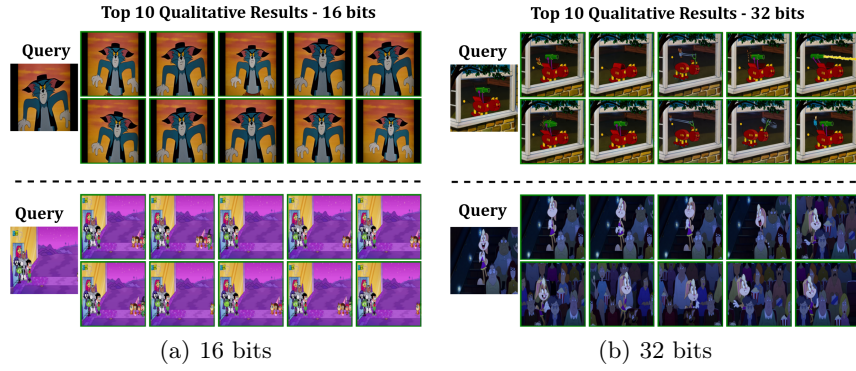 Top 10 Qualitative Results - 16 bits
Query
Query
(a) 16 bits
Top 10 Qualitative Results - 32 bits
Query
Query
(b) 32 bits